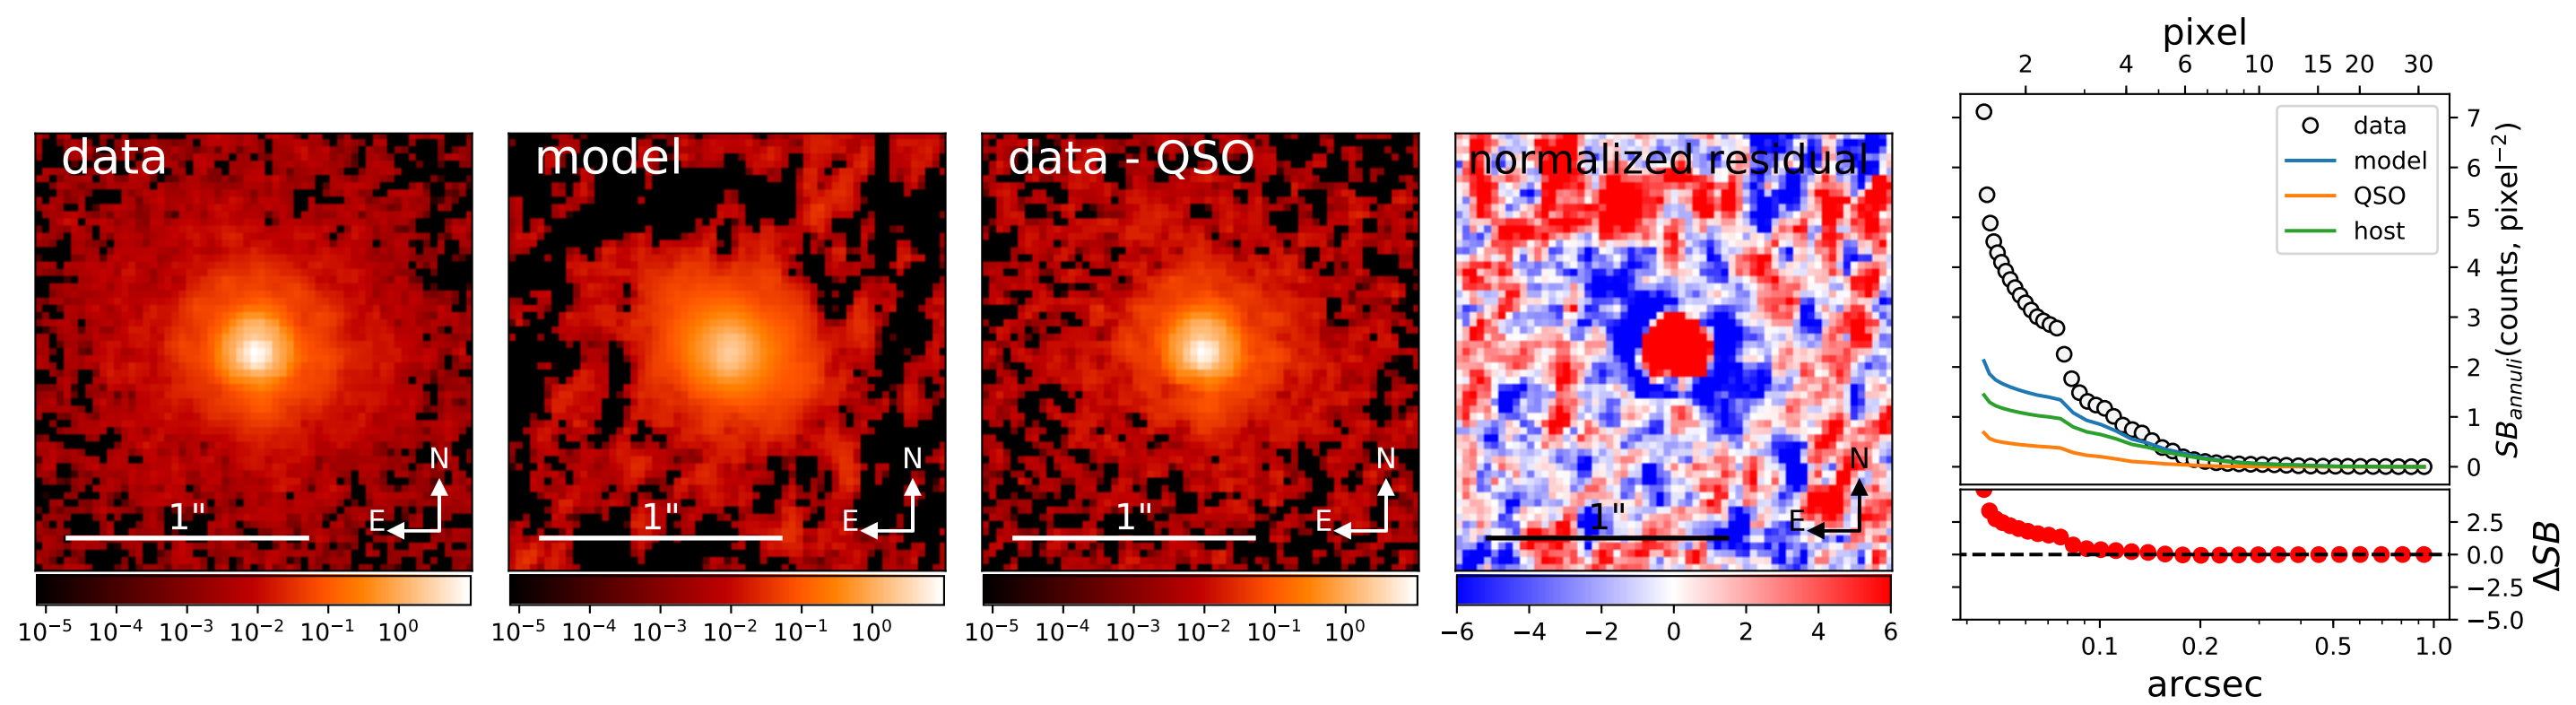 data
N
E
1"
10⁻⁵ 10⁻⁴ 10⁻³ 10⁻² 10⁻¹ 10⁰
model
N
E
1"
10⁻⁵ 10⁻⁴ 10⁻³ 10⁻² 10⁻¹ 10⁰
data - QSO
N
E
1"
10⁻⁵ 10⁻⁴ 10⁻³ 10⁻² 10⁻¹ 10⁰
normalized residual
N
E
1"
−6 −4 −2 0 2 4 6
pixel
2 4 6 10 15 20 30
data
model
QSO
host
7
6
5
4
3
2
1
0
SB_annuli(counts, pixel⁻²)
2.5
0.0
−2.5
−5.0
ΔSB
0.1 0.2 0.5 1.0
arcsec